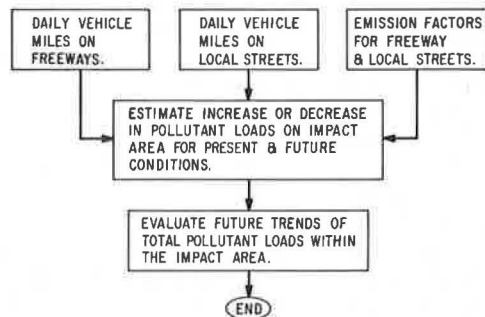 DAILY VEHICLE
MILES ON
FREEWAYS.
DAILY VEHICLE
MILES ON
LOCAL STREETS.
EMISSION FACTORS
FOR FREEWAY
& LOCAL STREETS.
ESTIMATE INCREASE OR DECREASE
IN POLLUTANT LOADS ON IMPACT
AREA FOR PRESENT & FUTURE
CONDITIONS.
EVALUATE FUTURE TRENDS OF
TOTAL POLLUTANT LOADS WITHIN
THE IMPACT AREA.
END